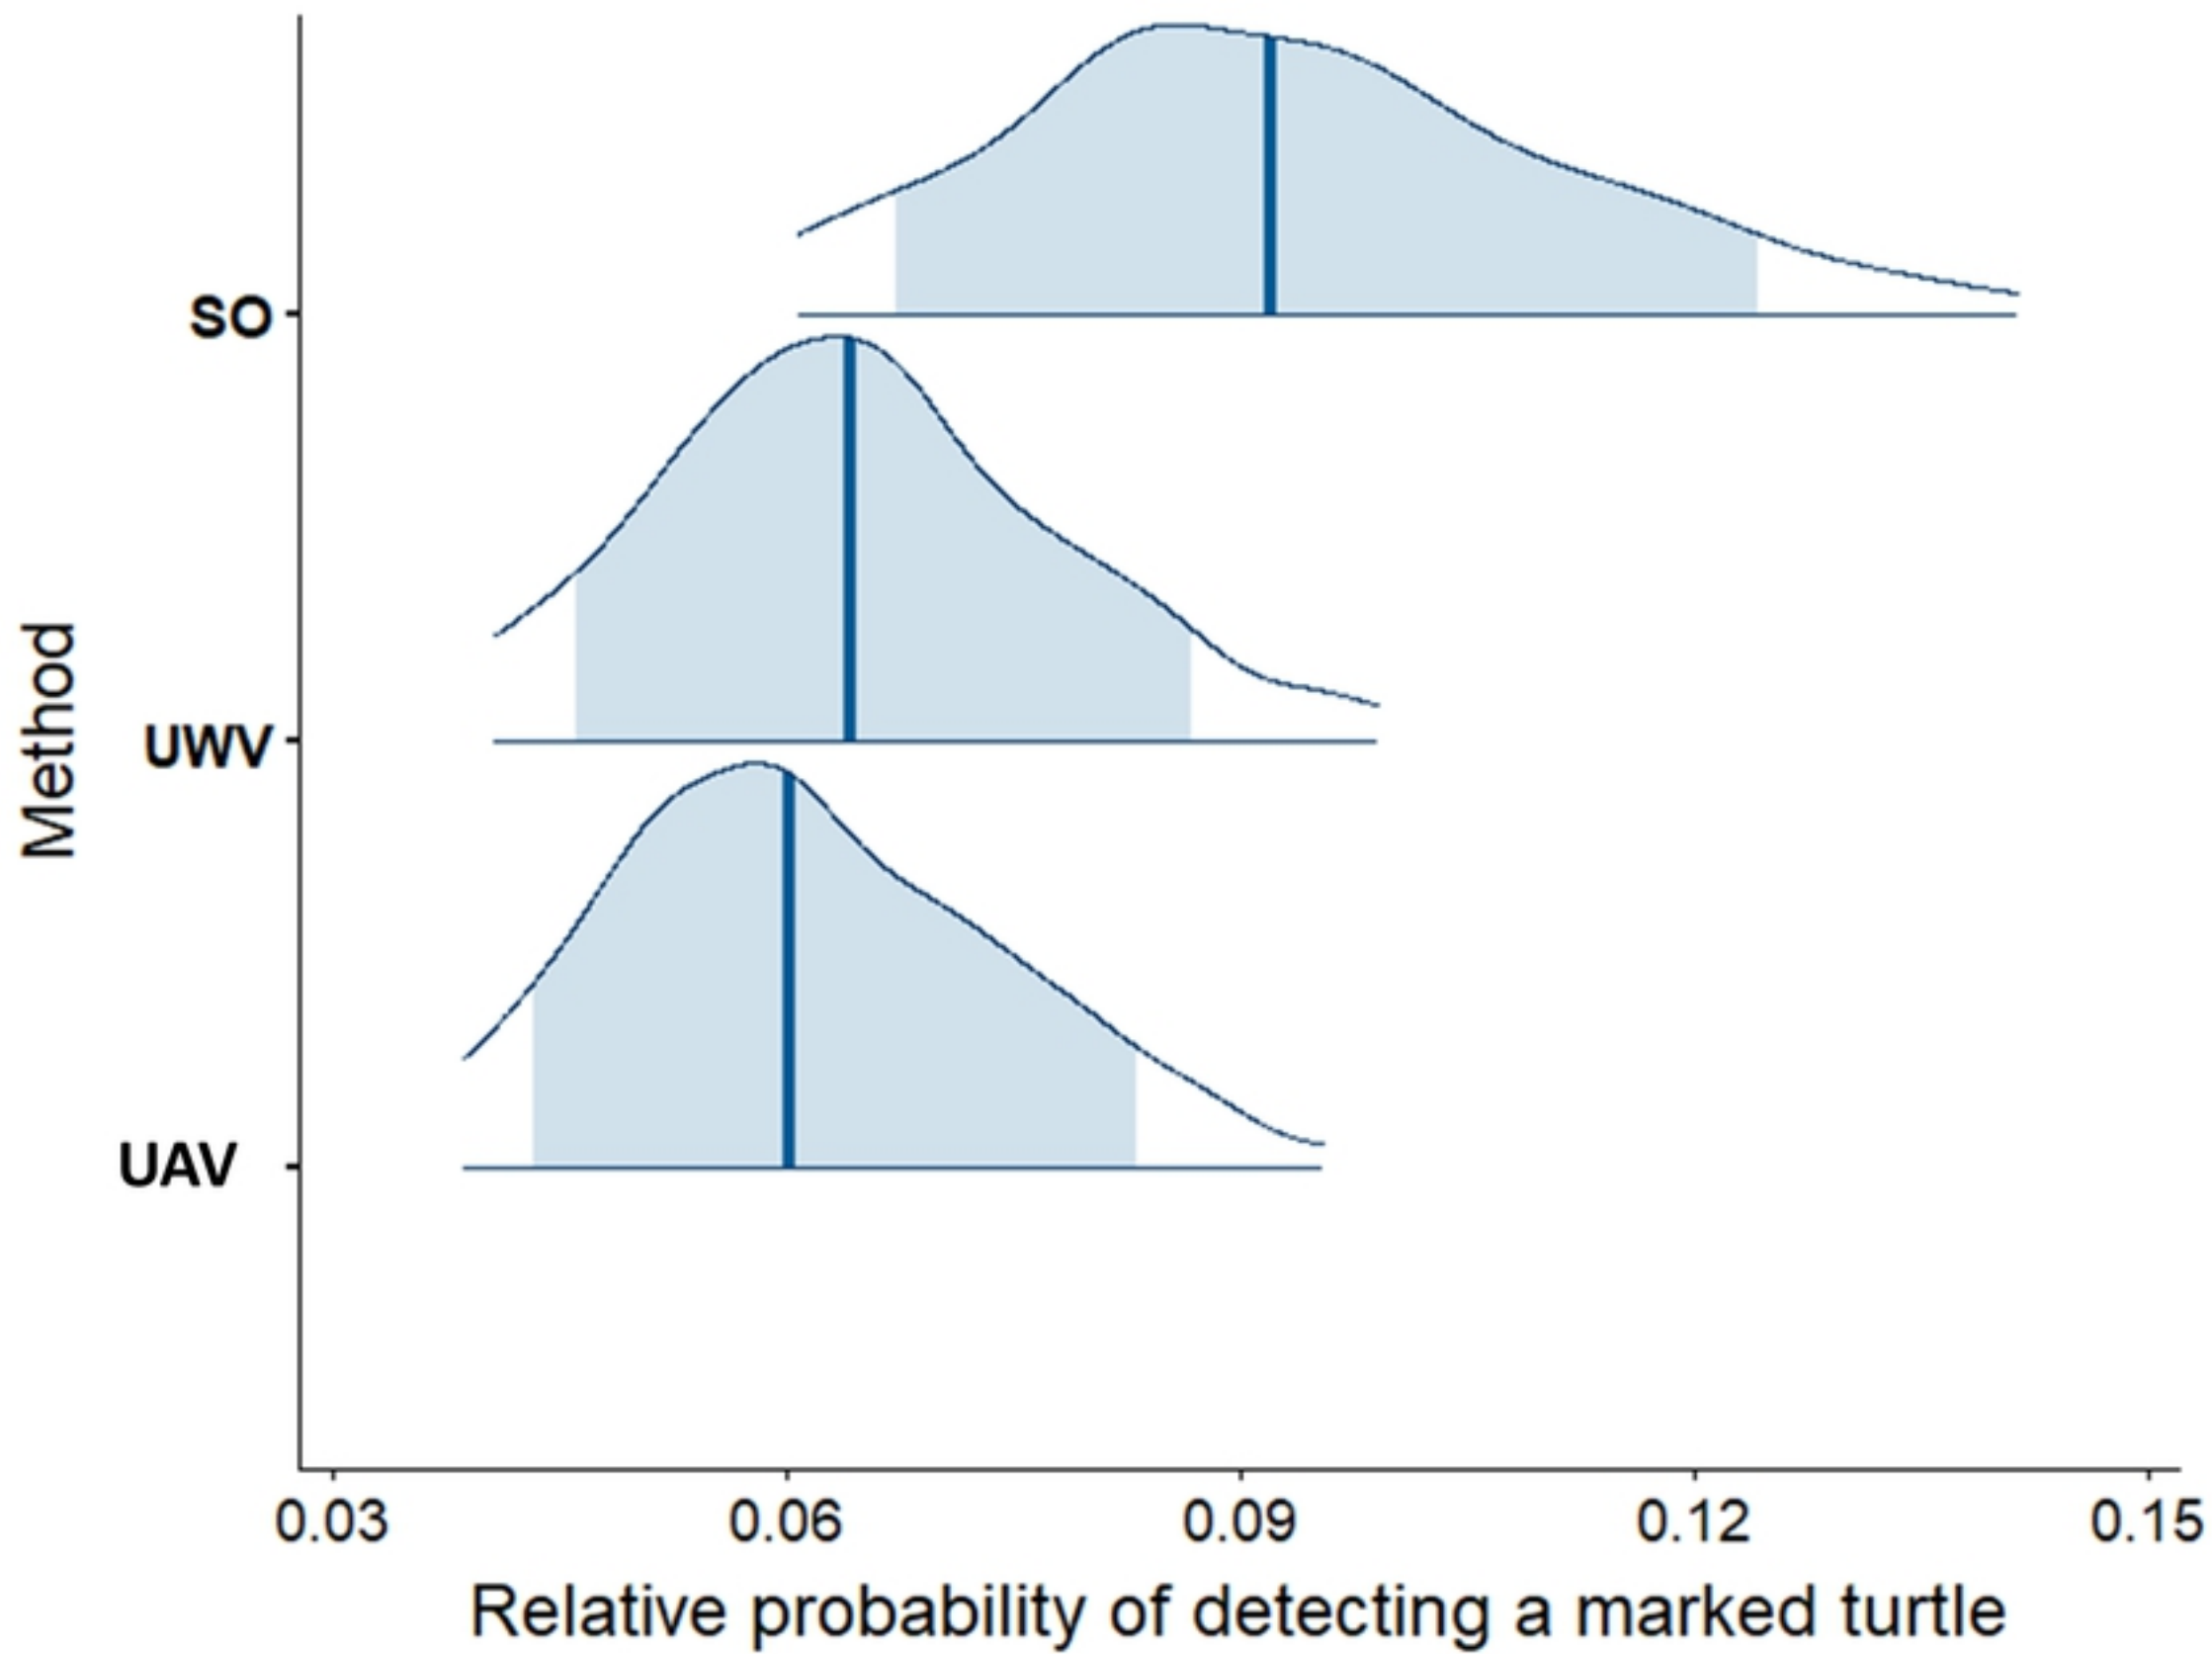 SO
UWV
UAV
Method
0.03 0.06 0.09 0.12 0.15
Relative probability of detecting a marked turtle